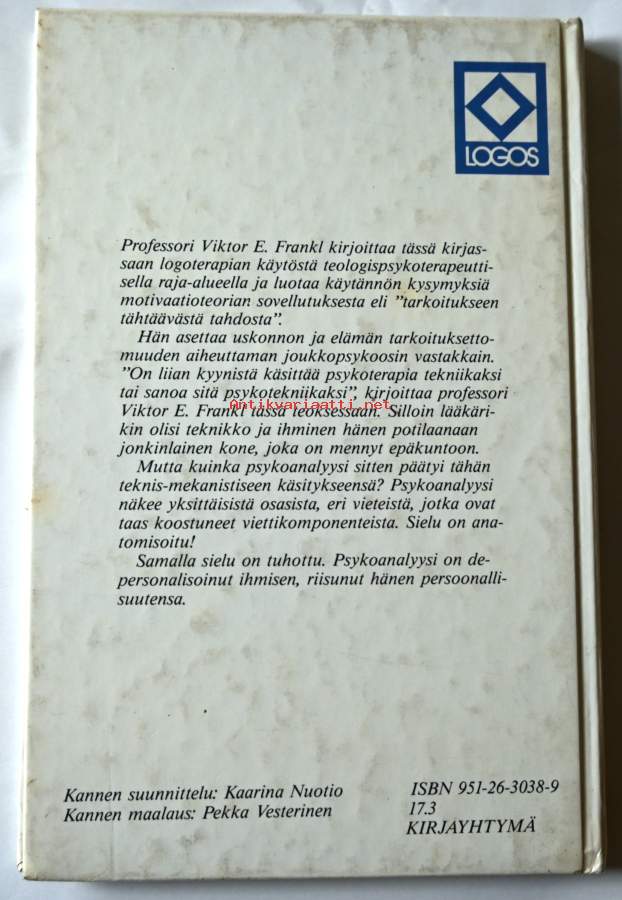 LOGOS
Professori Viktor E. Frankl kirjoittaa tässä kirjas-
saan logoterapian käytöstä teologispsykoterapeutti-
sella raja-alueella ja luotaa käytännön kysymyksiä
motivaatioteorian sovellutuksesta eli ”tarkoitukseen
tähtäävästä tahdosta”.
Hän asettaa uskonnon ja elämän tarkoituksetto-
muuden aiheuttaman joukkopsykoosin vastakkain.
”On liian kyynistä käsittää psykoterapia tekniikaksi
tai sanoa sitä psykotekniikaksi”, kirjoittaa professori
Viktor E. Frankl tässä teoksessaan. Silloin lääkäri-
kin olisi teknikko ja ihminen hänen potilaanaan
jonkinlainen kone, joka on mennyt epäkuntoon.
Mutta kuinka psykoanalyysi sitten päätyi tähän
teknis-mekanistiseen käsitykseensä? Psykoanalyysi
näkee yksittäisistä osasista, eri vieteistä, jotka ovat
taas koostuneet viettikomponenteista. Sielu on ana-
tomisoitu!
Samalla sielu on tuhottu. Psykoanalyysi on de-
personalisoinut ihmisen, riisunut hänen persoonalli-
suutensa.
Antikvariaatti.net
Kannen suunnittelu: Kaarina Nuotio
Kannen maalaus: Pekka Vesterinen
ISBN 951-26-3038-9
17.3
KIRJAYHTYMÄ